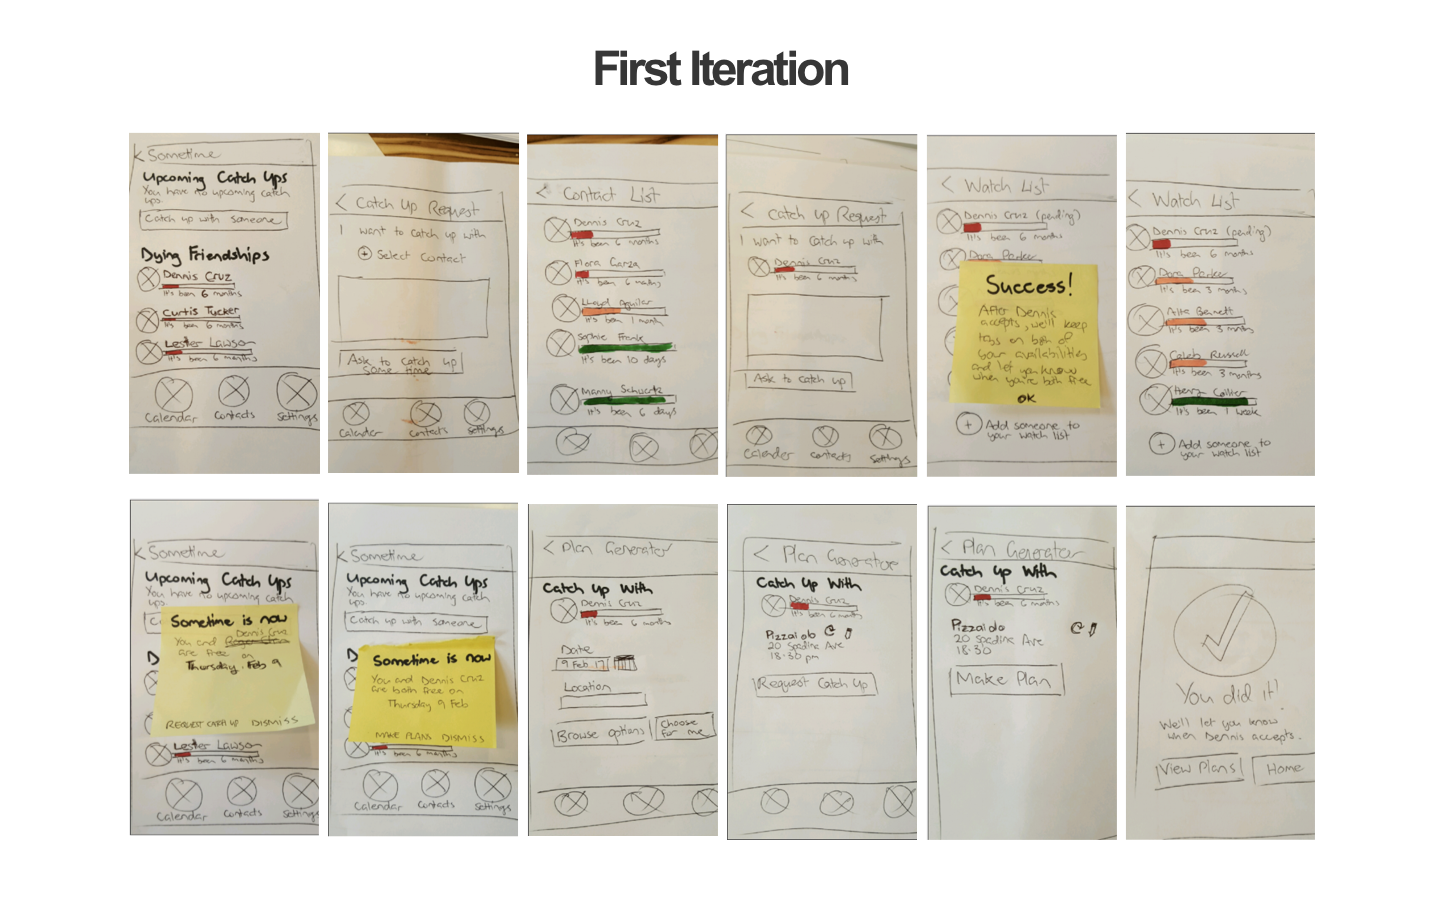 First Iteration
< Sometime
Upcoming Catch Ups
You have no upcoming catch
ups.
Catch up with someone
Dying Friendships
Dennis Cruz
It's been 6 months
Curtis Tucker
It's been 6 months
Lester Lawson
It's been 6 months
Calendar
Contacts
Settings
< Catch Up Request
I want to catch up with
+ Select Contact
Ask to catch up
some time
Calendar
Contacts
Settings
< Contact List
Dennis Cruz
It's been 6 months
Flora Garza
It's been 6 months
Lloyd Aguilar
It's been 1 month
Sophie Frank
It's been 10 days
Manny Schwartz
It's been 6 days
< Catch Up Request
I want to catch up with
Dennis Cruz
It's been 6 months
Ask to catch up
Calendar
Contacts
Settings
< Watch List
Dennis Cruz (pending)
It's been 6 months
Dora Parker
Success!
After Dennis
accepts, we'll keep
tabs on both of
your availabilities
and let you know
when you're both free
OK
+ Add someone to
your watch list
< Watch List
Dennis Cruz (pending)
It's been 6 months
Dora Parker
It's been 3 months
Bennett
It's been 3 months
Caleb Russell
It's been 3 months
Henry
It's been 1 week
+ Add someone to
your watch list
< Sometime
Upcoming Catch Ups
You have no upcoming catch
ups.
Sometime is now
Dennis Cruz
You and
are free on
Thursday, Feb 9
REQUEST CATCH UP DISMISS
Lester Lawson
It's been 6 months
Calendar
Contacts
Settings
< Sometime
Upcoming Catch Ups
You have no upcoming catch
ups.
Catch up with someone
Sometime is now
You and Dennis Cruz
are both free on
Thursday 9 Feb
MAKE PLANS DISMISS
It's been 6 months
Calendar
Contacts
Settings
< Plan Generator
Catch Up With
Dennis Cruz
It's been 6 months
Date
9 Feb 17
Location
Browse options
Choose
for me
< Plan Generator
Catch Up With
Dennis Cruz
It's been 6 months
20 Spadina Ave
18:30 pm
Request Catch Up
< Plan Generator
Catch Up With
Dennis Cruz
It's been 6 months
20 Spadina Ave
18:30
Make Plan
You did it!
We'll let you know
when Dennis accepts.
View Plans
Home